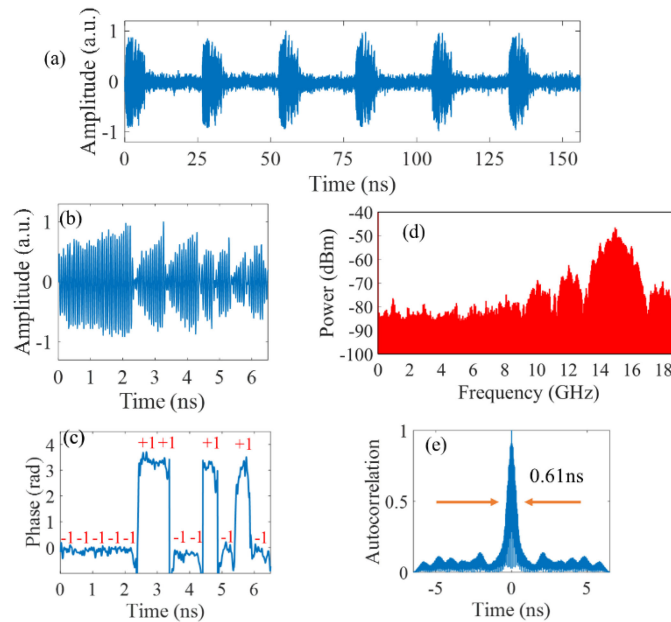 (a)
Amplitude (a.u.)
1
0
-1
0 25 50 75 100 125 150
Time (ns)
(b)
Amplitude (a.u.)
1
0
-1
0 1 2 3 4 5 6
Time (ns)
(d)
Power (dBm)
-40
-50
-60
-70
-80
-90
-100
0 2 4 6 8 10 12 14 16 18
Frequency (GHz)
(c)
Phase (rad)
4
3
2
1
0
+1+1 +1 +1
-1-1-1-1-1 -1-1 -1 -1
0 1 2 3 4 5 6
Time (ns)
(e)
Autocorrelation
1
0.5
0
0.61ns
-5 0 5
Time (ns)